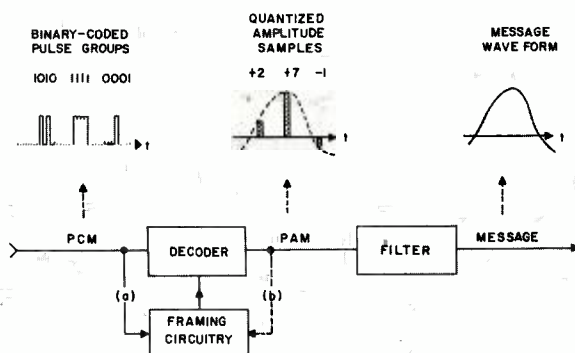 BINARY-CODED
PULSE GROUPS
1010 1111 0001
t
QUANTIZED
AMPLITUDE
SAMPLES
+2 +7 -1
t
MESSAGE
WAVE FORM
t
PCM
DECODER
PAM
FILTER
MESSAGE
(a)
(b)
FRAMING
CIRCUITRY